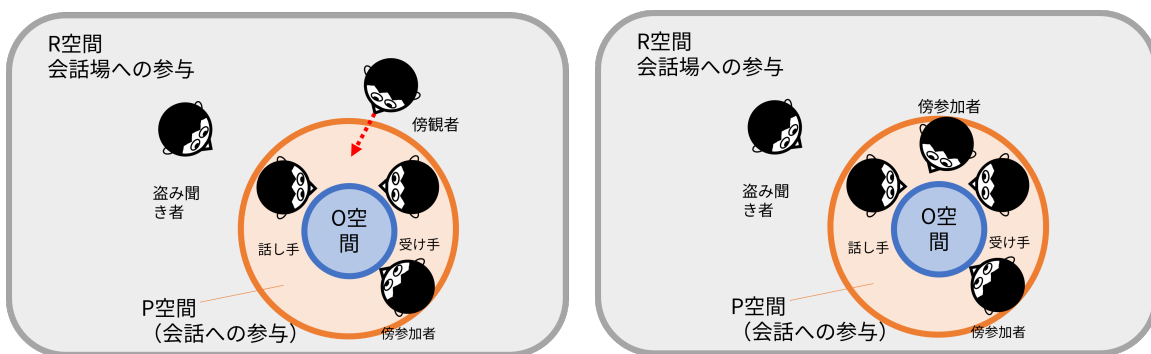 R空間
会話場への参与
傍観者
盗み聞
き者
O空
間
話し手
受け手
P空間
（会話への参与）
傍参加者
R空間
会話場への参与
傍参加者
盗み聞
き者
O空
間
話し手
受け手
P空間
（会話への参与）
傍参加者